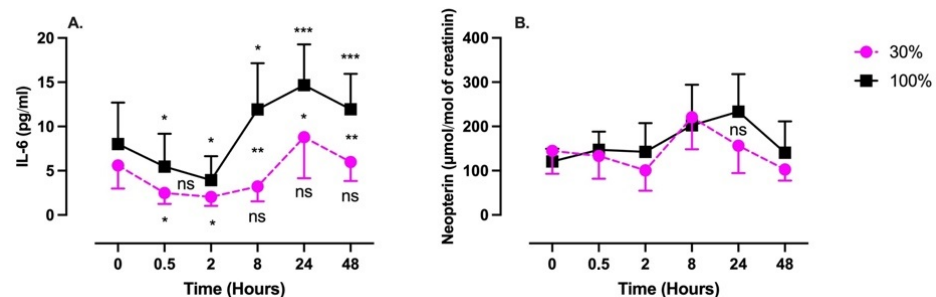 A.
IL-6 (pg/ml)
20
15
10
5
0
*
*
*
***
***
ns
**
*
**
*
*
ns
ns
ns
0 0.5 2 8 24 48
Time (Hours)
B.
Neopterin (µmol/mol of creatinin)
400
300
200
100
0
ns
0 0.5 2 8 24 48
Time (Hours)
30%
100%